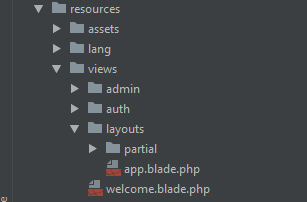 resources
assets
lang
views
admin
auth
layouts
partial
app.blade.php
welcome.blade.php